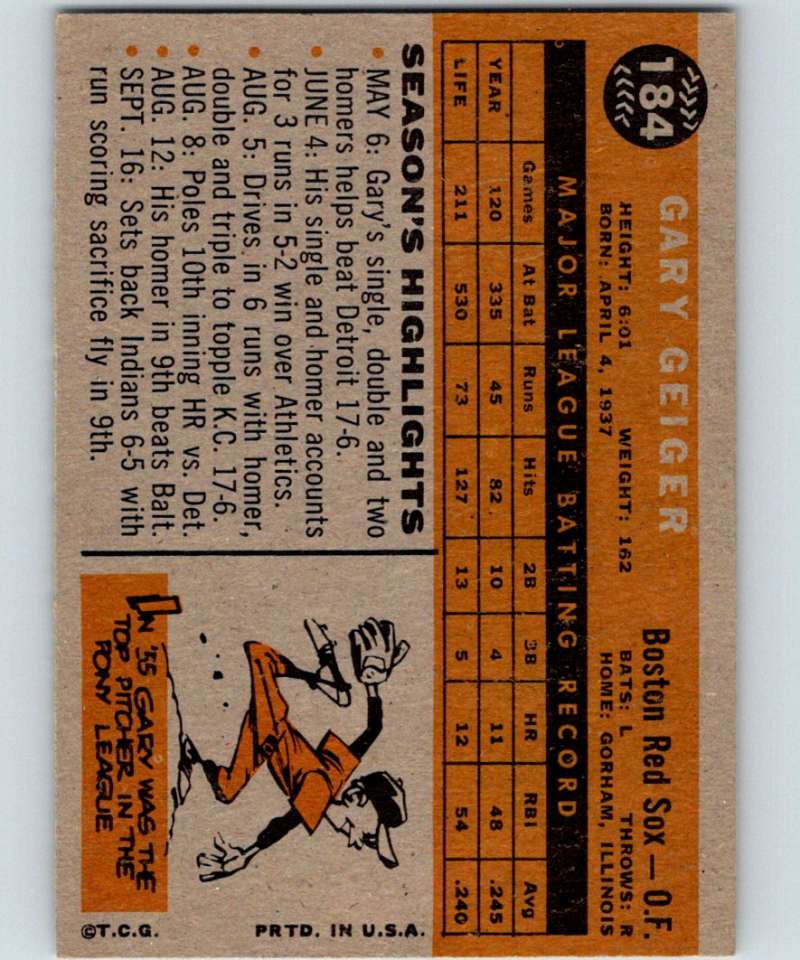 184
GARY GEIGER
Boston Red Sox — O.F.
HEIGHT: 6:01 WEIGHT: 162 BATS: L THROWS: R
BORN: APRIL 4, 1937 HOME: GORHAM, ILLINOIS
MAJOR LEAGUE BATTING RECORD
Games At Bat Runs Hits 2B 3B HR RBI Avg
YEAR 120 335 45 82 10 4 11 48 .245
LIFE 211 530 73 127 13 5 12 54 .240
SEASON'S HIGHLIGHTS
• MAY 6: Gary's single, double and two
homers helps beat Detroit 17-6.
• JUNE 4: His single and homer accounts
for 3 runs in 5-2 win over Athletics.
• AUG. 5: Drives in 6 runs with homer,
double and triple to topple K.C. 17-6.
• AUG. 8: Poles 10th inning HR vs. Det.
• AUG. 12: His homer in 9th beats Balt.
• SEPT. 16: Sets back Indians 6-5 with
run scoring sacrifice fly in 9th.
IN '55 GARY WAS THE
TOP PITCHER IN THE
PONY LEAGUE
©T.C.G. PRTD. IN U.S.A.